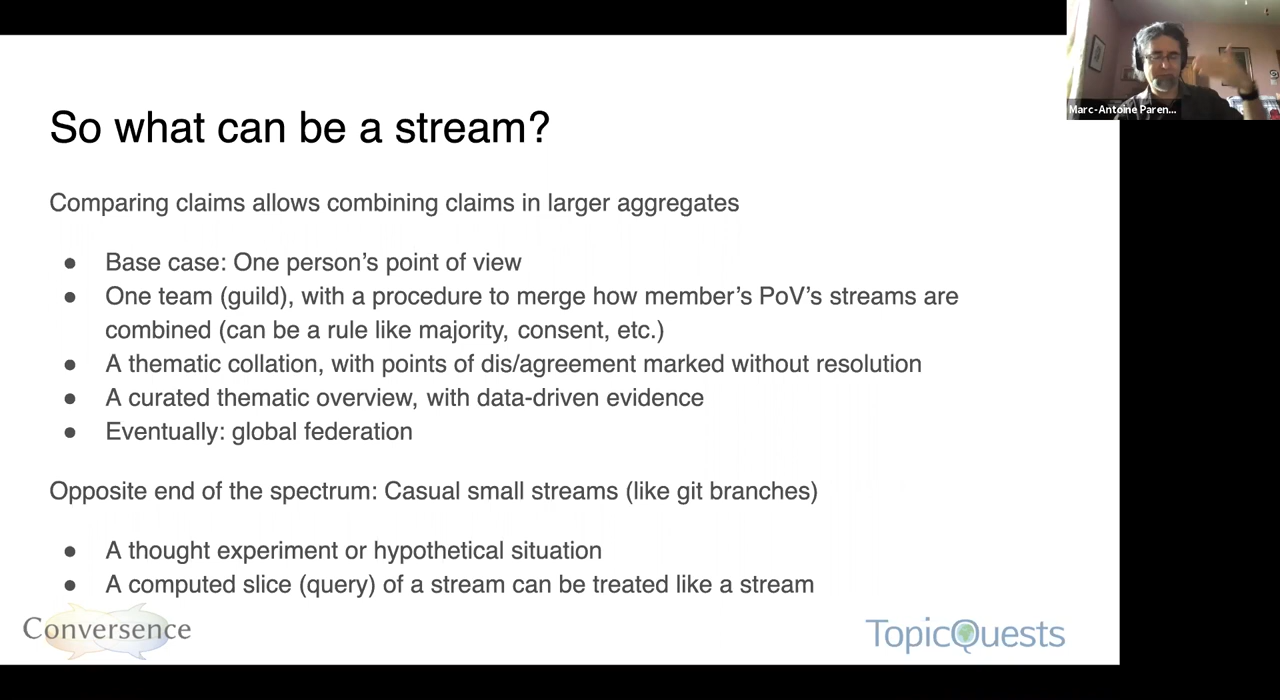 So what can be a stream?
Comparing claims allows combining claims in larger aggregates
● Base case: One person's point of view
● One team (guild), with a procedure to merge how member's PoV's streams are
combined (can be a rule like majority, consent, etc.)
● A thematic collation, with points of dis/agreement marked without resolution
● A curated thematic overview, with data-driven evidence
● Eventually: global federation
Opposite end of the spectrum: Casual small streams (like git branches)
● A thought experiment or hypothetical situation
● A computed slice (query) of a stream can be treated like a stream
Conversence
TopicQuests
Marc-Antoine Paren...